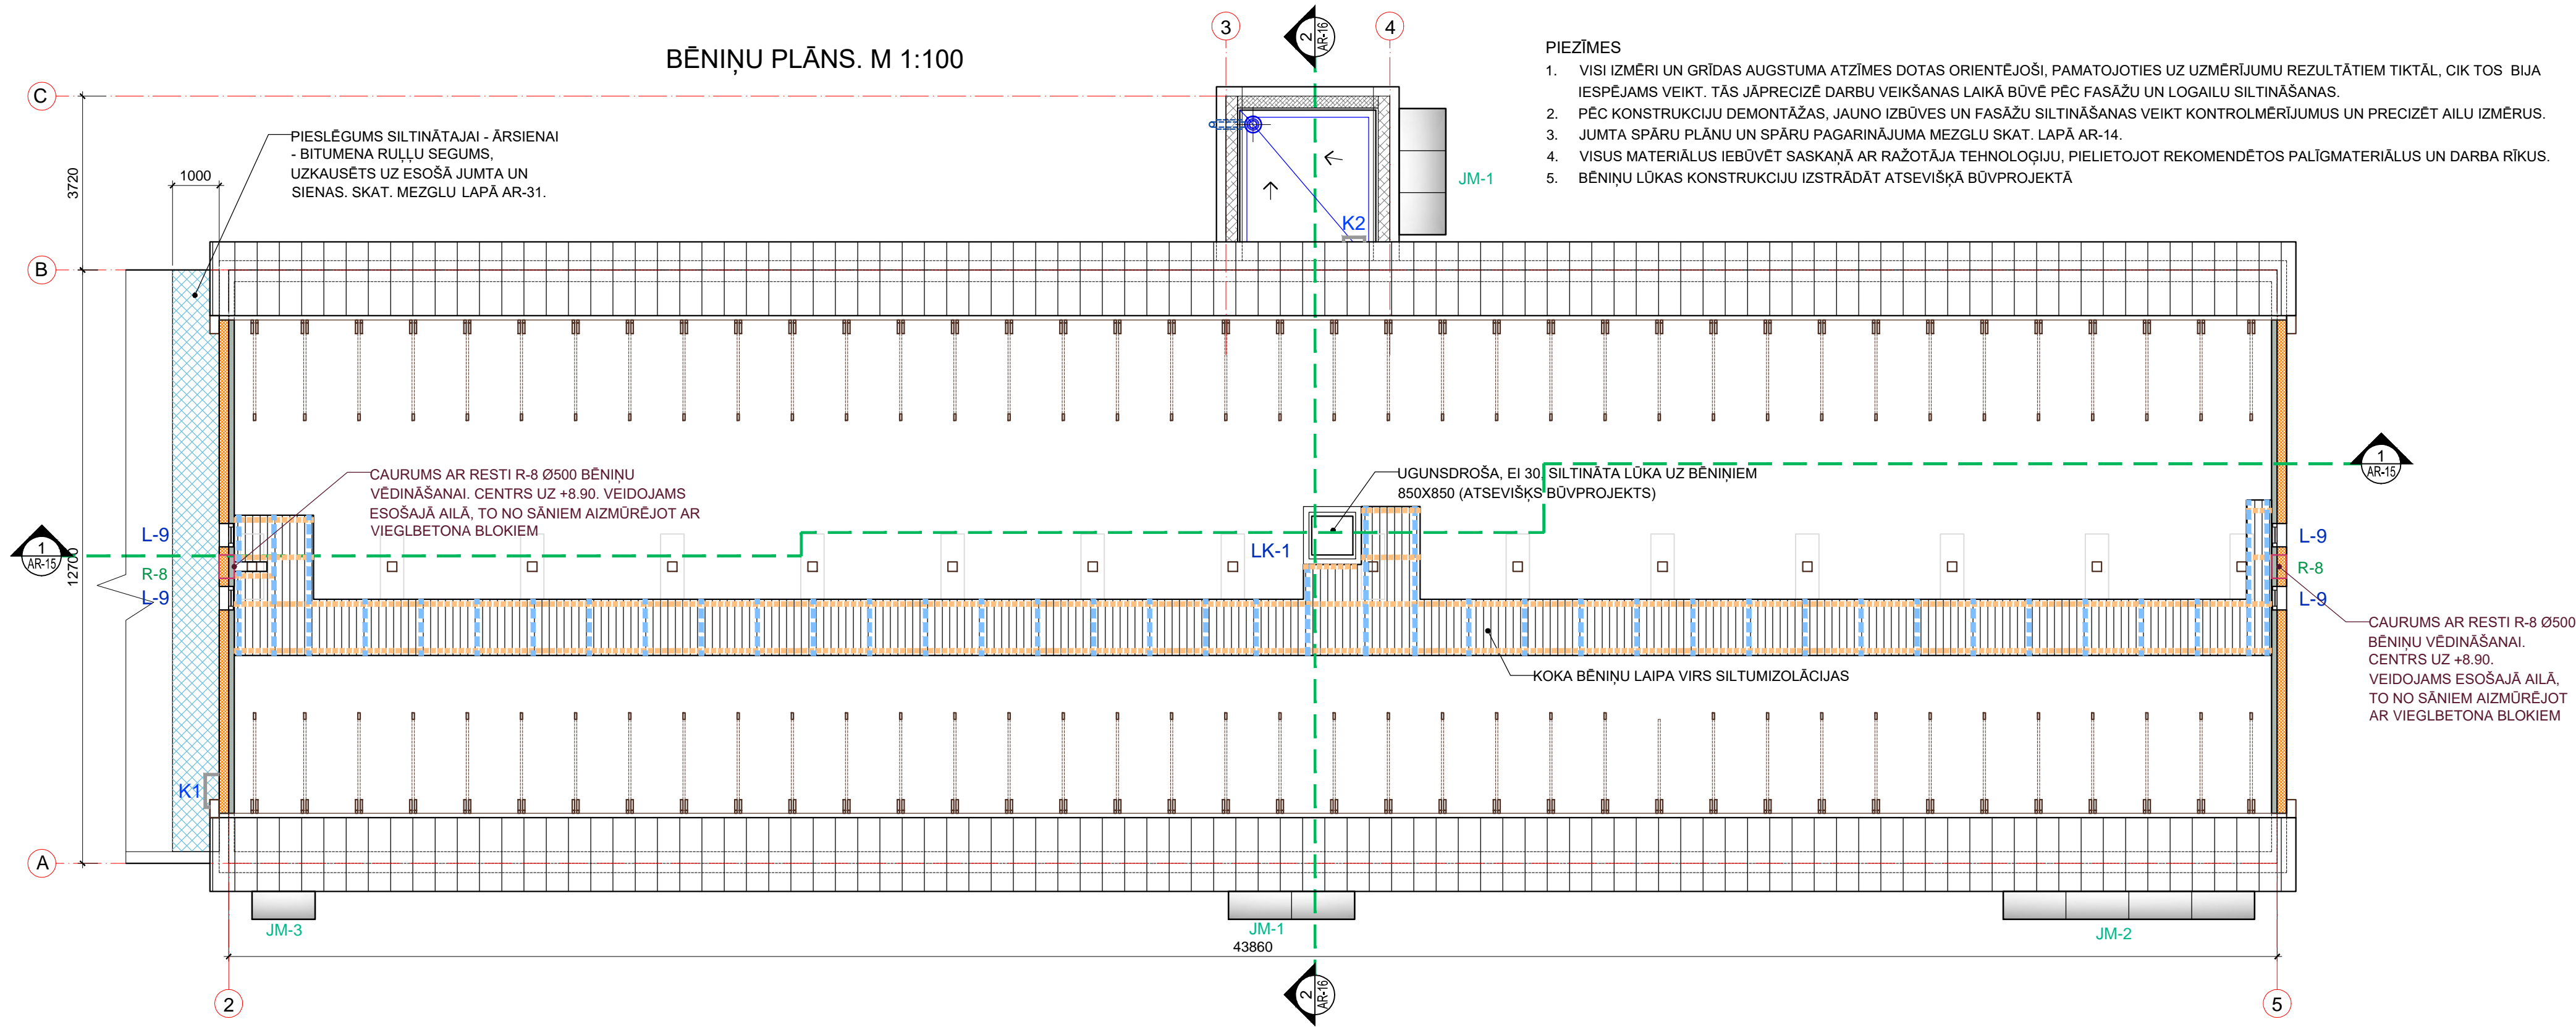 BĒNIŅU PLĀNS. M 1:100
3
2
AR-16
4
C
B
A
3720
12700
1000
PIESLĒGUMS SILTINĀTAJAI - ĀRSIENAI
- BITUMENA RUĻĻU SEGUMS,
UZKAUSĒTS UZ ESOŠĀ JUMTA UN
SIENAS. SKAT. MEZGLU LAPĀ AR-31.
PIEZĪMES
1. VISI IZMĒRI UN GRĪDAS AUGSTUMA ATZĪMES DOTAS ORIENTĒJOŠI, PAMATOJOTIES UZ UZMĒRĪJUMU REZULTĀTIEM TIKTĀL, CIK TOS BIJA
IESPĒJAMS VEIKT. TĀS JĀPRECIZĒ DARBU VEIKŠANAS LAIKĀ BŪVĒ PĒC FASĀŽU UN LOGAILU SILTINĀŠANAS.
2. PĒC KONSTRUKCIJU DEMONTĀŽAS, JAUNO IZBŪVES UN FASĀŽU SILTINĀŠANAS VEIKT KONTROLMĒRĪJUMUS UN PRECIZĒT AILU IZMĒRUS.
3. JUMTA SPĀRU PLĀNU UN SPĀRU PAGARINĀJUMA MEZGLU SKAT. LAPĀ AR-14.
4. VISUS MATERIĀLUS IEBŪVĒT SASKAŅĀ AR RAŽOTĀJA TEHNOLOĢIJU, PIELIETOJOT REKOMENDĒTOS PALĪGMATERIĀLUS UN DARBA RĪKUS.
5. BĒNIŅU LŪKAS KONSTRUKCIJU IZSTRĀDĀT ATSEVIŠĶĀ BŪVPROJEKTĀ
JM-1
K2
CAURUMS AR RESTI R-8 Ø500 BĒNIŅU
VĒDINĀŠANAI. CENTRS UZ +8.90. VEIDOJAMS
ESOŠAJĀ AILĀ, TO NO SĀNIEM AIZMŪRĒJOT AR
VIEGLBETONA BLOKIEM
UGUNSDROŠA, EI 30, SILTINĀTA LŪKA UZ BĒNIŅIEM
850X850 (ATSEVIŠĶS BŪVPROJEKTS)
1
AR-15
1
AR-15
L-9
R-8
L-9
LK-1
L-9
R-8
L-9
CAURUMS AR RESTI R-8 Ø500
BĒNIŅU VĒDINĀŠANAI.
CENTRS UZ +8.90.
VEIDOJAMS ESOŠAJĀ AILĀ,
TO NO SĀNIEM AIZMŪRĒJOT
AR VIEGLBETONA BLOKIEM
KOKA BĒNIŅU LAIPA VIRS SILTUMIZOLĀCIJAS
K1
JM-3
JM-1
JM-2
43860
2
2
AR-16
5